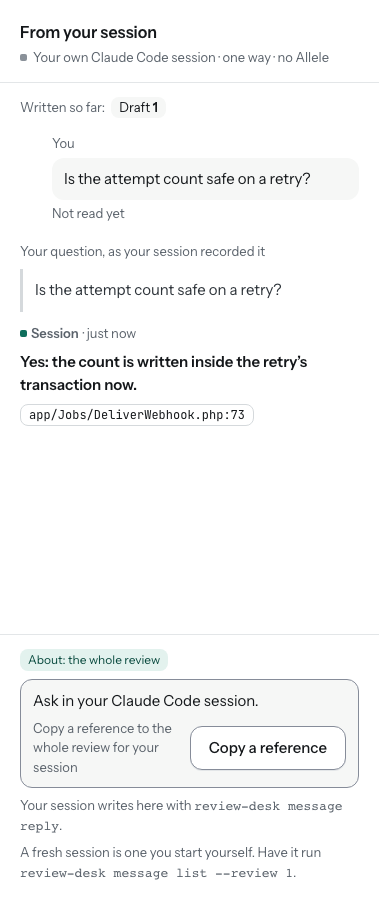 From your session
Your own Claude Code session · one way · no Allele
Written so far: Draft 1
You
Is the attempt count safe on a retry?
Not read yet
Your question, as your session recorded it
Is the attempt count safe on a retry?
Session · just now
Yes: the count is written inside the retry’s
transaction now.
app/Jobs/DeliverWebhook.php:73
About: the whole review
Ask in your Claude Code session.
Copy a reference to the
whole review for your
session
Copy a reference
Your session writes here with review-desk message
reply.
A fresh session is one you start yourself. Have it run
review-desk message list --review 1.